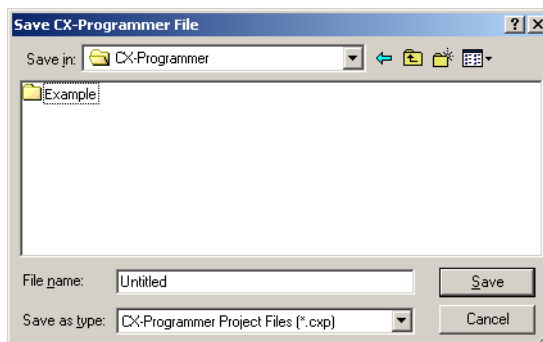 Save CX-Programmer File
Save in: CX-Programmer
Example
File name: Untitled
Save
Save as type: CX-Programmer Project Files (*.cxp)
Cancel